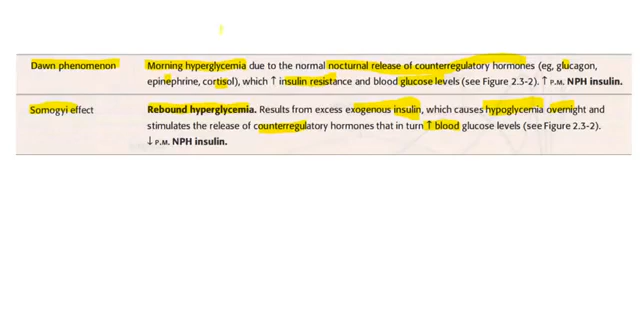 Dawn phenomenon
Morning hyperglycemia due to the normal nocturnal release of counterregulatory hormones (eg, glucagon,
epinephrine, cortisol), which ↑ insulin resistance and blood glucose levels (see Figure 2.3-2). ↑ P.M. NPH insulin.
Somogyi effect
Rebound hyperglycemia. Results from excess exogenous insulin, which causes hypoglycemia overnight and
stimulates the release of counterregulatory hormones that in turn ↑ blood glucose levels (see Figure 2.3-2).
↓ P.M. NPH insulin.